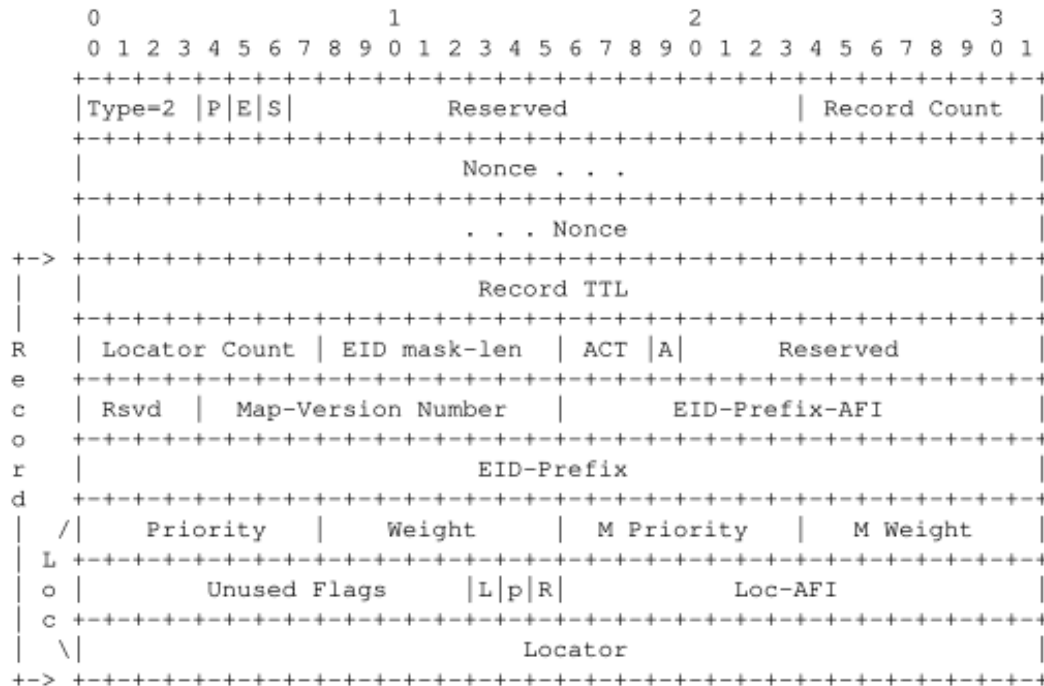 0                   1                   2                   3
 0 1 2 3 4 5 6 7 8 9 0 1 2 3 4 5 6 7 8 9 0 1 2 3 4 5 6 7 8 9 0 1
+-+-+-+-+-+-+-+-+-+-+-+-+-+-+-+-+-+-+-+-+-+-+-+-+-+-+-+-+-+-+-+-+
|Type=2 |P|E|S|          Reserved               | Record Count  |
+-+-+-+-+-+-+-+-+-+-+-+-+-+-+-+-+-+-+-+-+-+-+-+-+-+-+-+-+-+-+-+-+
|                         Nonce . . .                           |
+-+-+-+-+-+-+-+-+-+-+-+-+-+-+-+-+-+-+-+-+-+-+-+-+-+-+-+-+-+-+-+-+
|                         . . . Nonce                           |
+-> +-+-+-+-+-+-+-+-+-+-+-+-+-+-+-+-+-+-+-+-+-+-+-+-+-+-+-+-+-+-+-+-+
|   |                          Record TTL                           |
|   +-+-+-+-+-+-+-+-+-+-+-+-+-+-+-+-+-+-+-+-+-+-+-+-+-+-+-+-+-+-+-+-+
R   | Locator Count | EID mask-len  | ACT |A|      Reserved         |
e   +-+-+-+-+-+-+-+-+-+-+-+-+-+-+-+-+-+-+-+-+-+-+-+-+-+-+-+-+-+-+-+-+
c   | Rsvd  |  Map-Version Number   |       EID-Prefix-AFI          |
o   +-+-+-+-+-+-+-+-+-+-+-+-+-+-+-+-+-+-+-+-+-+-+-+-+-+-+-+-+-+-+-+-+
r   |                          EID-Prefix                           |
d   +-+-+-+-+-+-+-+-+-+-+-+-+-+-+-+-+-+-+-+-+-+-+-+-+-+-+-+-+-+-+-+-+
|  /|    Priority   |    Weight     |  M Priority   |   M Weight    |
| L +-+-+-+-+-+-+-+-+-+-+-+-+-+-+-+-+-+-+-+-+-+-+-+-+-+-+-+-+-+-+-+-+
| o |        Unused Flags     |L|p|R|           Loc-AFI             |
| c +-+-+-+-+-+-+-+-+-+-+-+-+-+-+-+-+-+-+-+-+-+-+-+-+-+-+-+-+-+-+-+-+
|  \|                             Locator                           |
+-> +-+-+-+-+-+-+-+-+-+-+-+-+-+-+-+-+-+-+-+-+-+-+-+-+-+-+-+-+-+-+-+-+